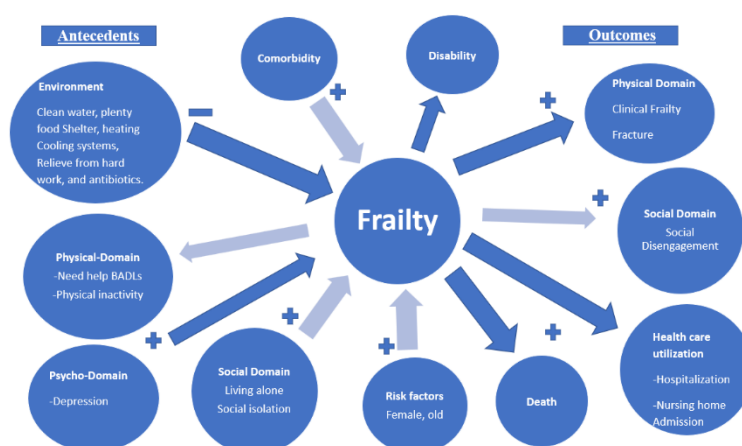 Antecedents
Outcomes
Environment
Clean water, plenty
food Shelter, heating
Cooling systems,
Relieve from hard
work, and antibiotics.
Comorbidity
Disability
Physical Domain
Clinical Frailty
Fracture
Frailty
Social Domain
Social
Disengagement
Physical-Domain
-Need help BADLs
-Physical inactivity
Psycho-Domain
-Depression
Social Domain
Living alone
Social isolation
Risk factors
Female, old
Death
Health care
utilization
-Hospitalization
-Nursing home
Admission